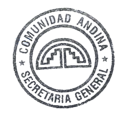 COMUNIDAD ANDINA
SECRETARIA GENERAL